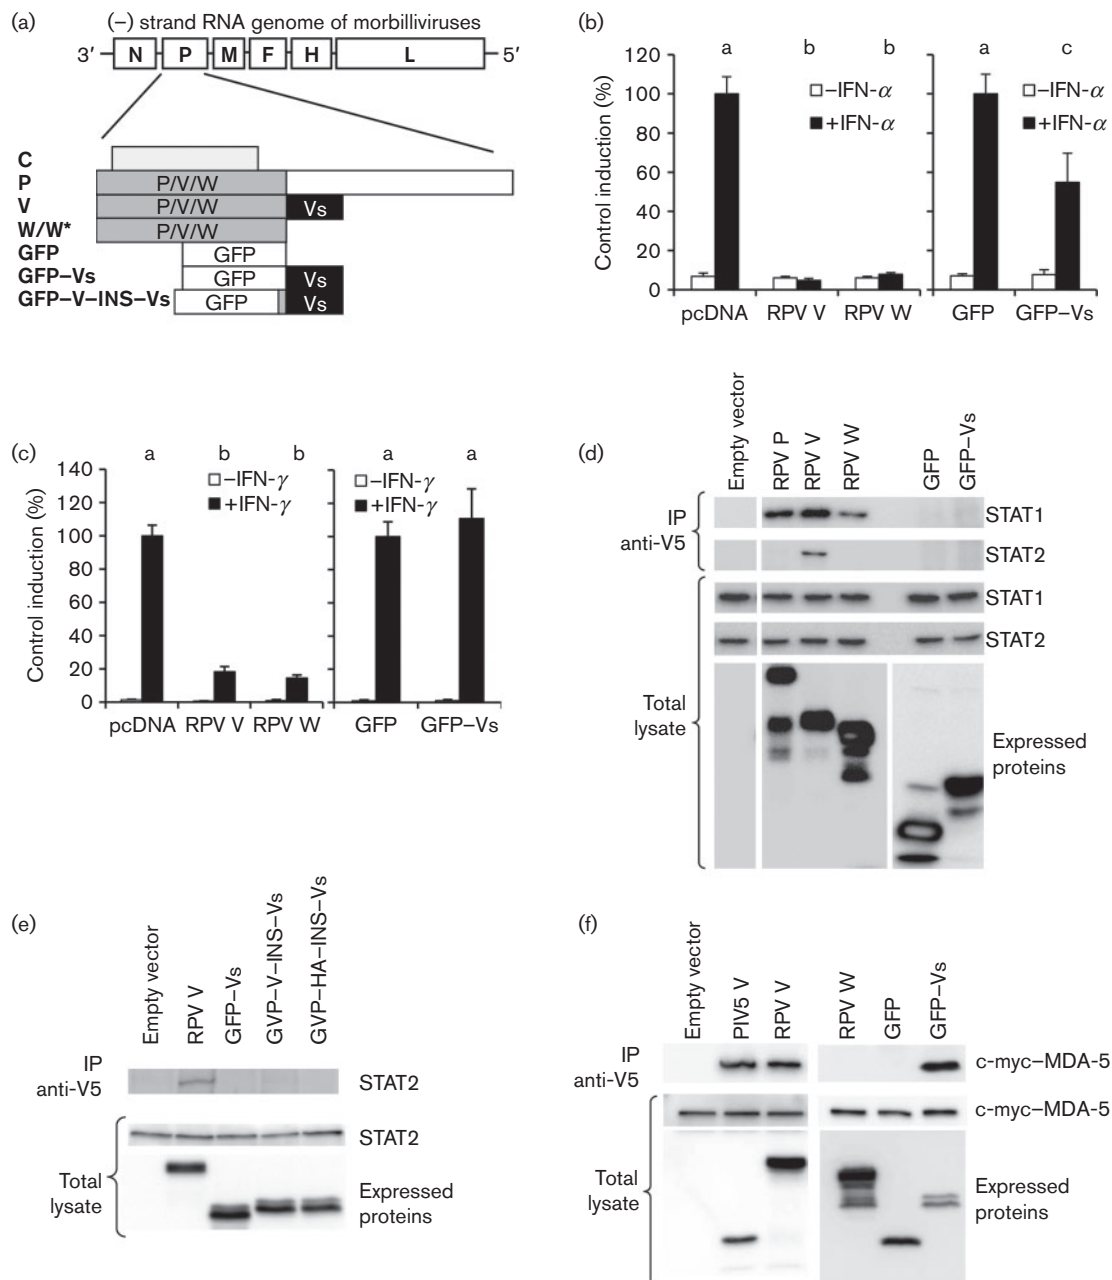 (a)
(−) strand RNA genome of morbilliviruses
3′ N P M F H L 5′
C
P P/V/W
V P/V/W Vs
W/W* P/V/W
GFP GFP
GFP–Vs GFP Vs
GFP–V–INS–Vs GFP Vs
(b)
a b b a c
Control induction (%)
120
100
80
60
40
20
0
–IFN-α
+IFN-α
–IFN-α
+IFN-α
pcDNA RPV V RPV W GFP GFP–Vs
(c)
a b b a a
Control induction (%)
140
120
100
80
60
40
20
0
–IFN-γ
+IFN-γ
–IFN-γ
+IFN-γ
pcDNA RPV V RPV W GFP GFP–Vs
(d)
Empty vector
RPV P
RPV V
RPV W
GFP
GFP–Vs
IP
anti-V5
STAT1
STAT2
STAT1
STAT2
Total
lysate
Expressed
proteins
(e)
Empty vector
RPV V
GFP–Vs
GVP–V–INS–Vs
GVP–HA–INS–Vs
IP
anti-V5
STAT2
STAT2
Total
lysate
Expressed
proteins
(f)
Empty vector
PIV5 V
RPV V
RPV W
GFP
GFP–Vs
IP
anti-V5
c-myc–MDA-5
c-myc–MDA-5
Total
lysate
Expressed
proteins